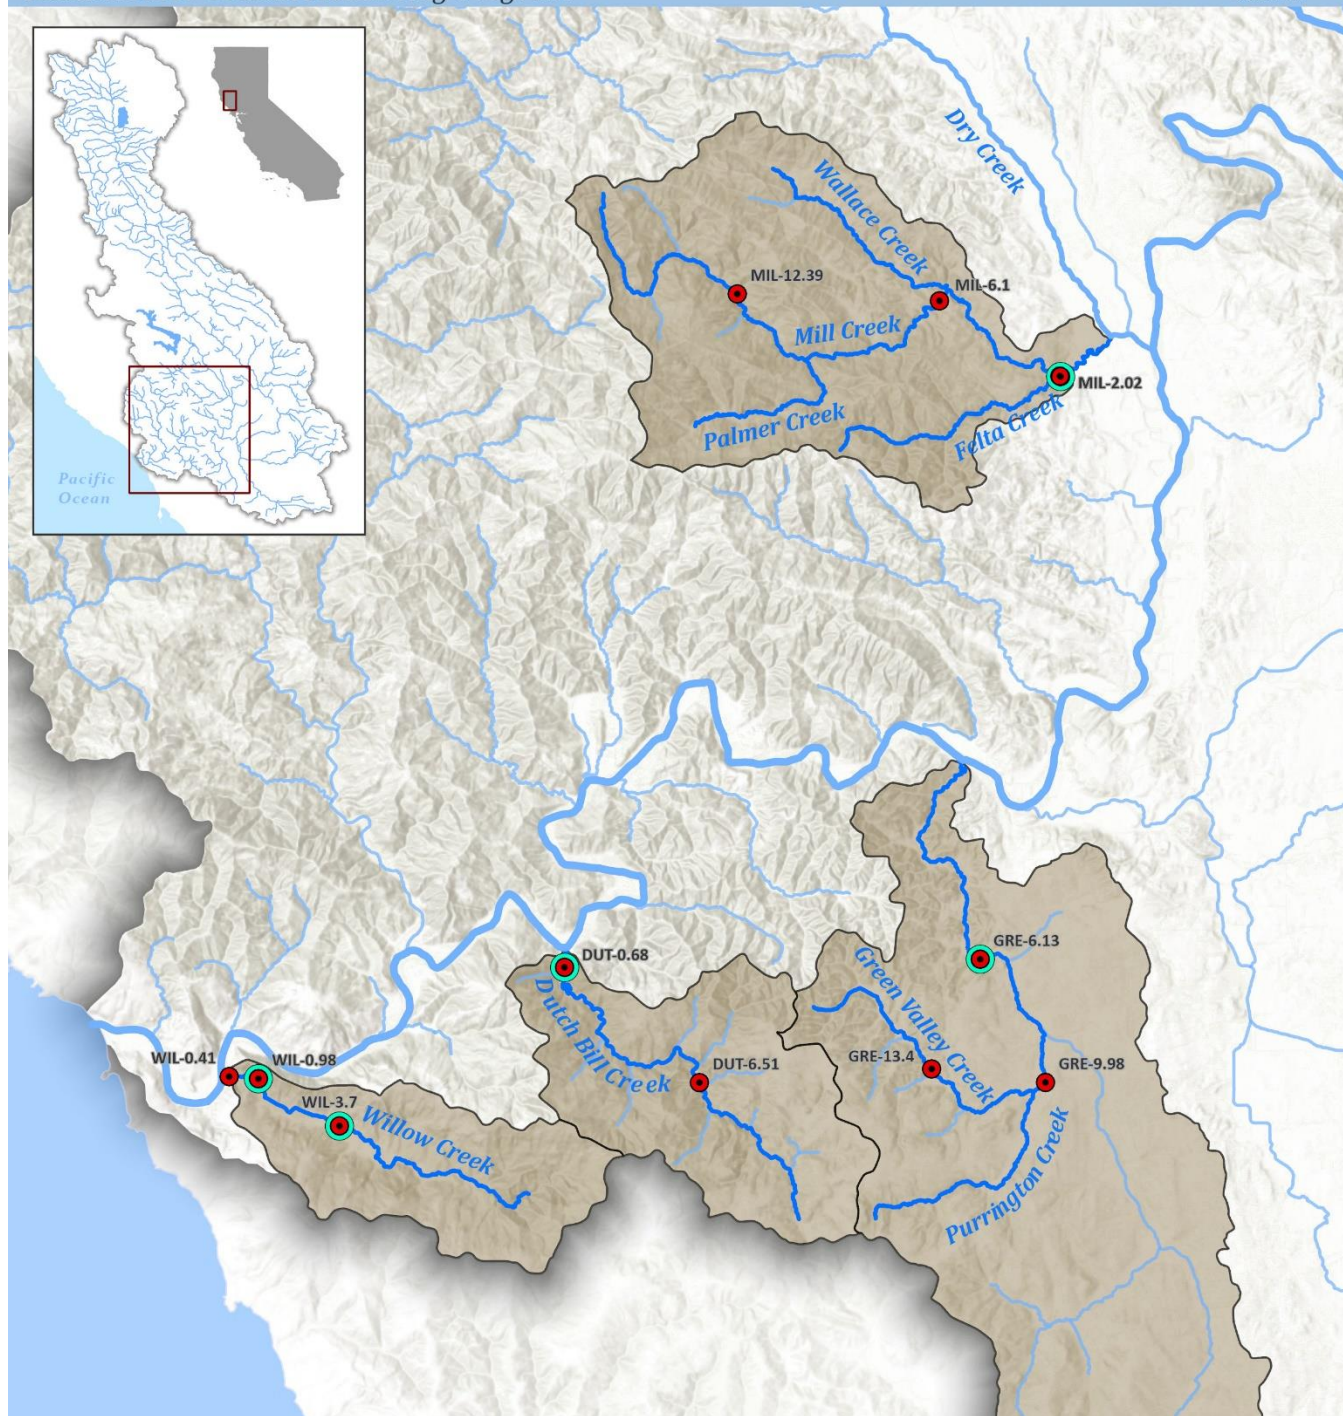 Pacific
Ocean
Dry Creek
Wallace Creek
MIL-12.39
MIL-6.1
Mill Creek
MIL-2.02
Palmer Creek
Felta Creek
GRE-6.13
DUT-0.68
Green Valley Creek
Dutch Bill Creek
WIL-0.41
WIL-0.98
DUT-6.51
GRE-13.4
GRE-9.98
WIL-3.7
Willow Creek
Purrington Creek